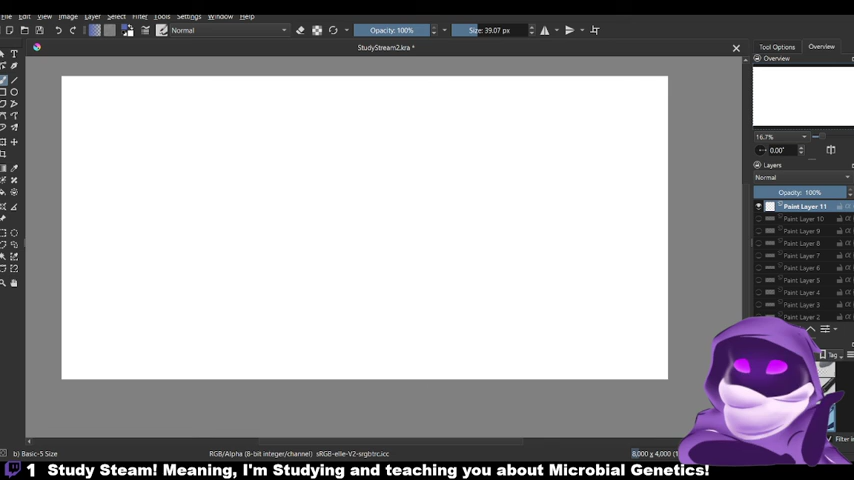 File Edit View Image Layer Select Filter Tools Settings Window Help
Normal Opacity: 100% Size: 39.07 px
StudyStream2.kra *
Tool Options Overview
Overview
16.7%
0.00°
Layers
Normal
Opacity: 100%
Paint Layer 11
Paint Layer 10
Paint Layer 9
Paint Layer 8
Paint Layer 7
Paint Layer 6
Paint Layer 5
Paint Layer 4
Paint Layer 3
Paint Layer 2
Tag
Filter in
b) Basic-5 Size RGB/Alpha (8-bit integer/channel) sRGB-elle-V2-srgbtrc.icc 8,000 x 4,000 (1
1 Study Steam! Meaning, I'm Studying and teaching you about Microbial Genetics!